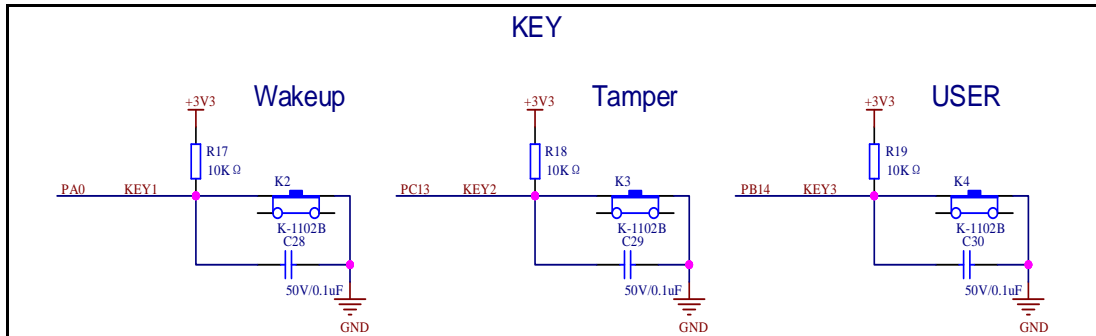 KEY
Wakeup
Tamper
USER
+3V3
+3V3
+3V3
R17
10KΩ
R18
10KΩ
R19
10KΩ
PA0
KEY1
K2
PC13
KEY2
K3
PB14
KEY3
K4
K-1102B
C28
K-1102B
C29
K-1102B
C30
50V/0.1uF
50V/0.1uF
50V/0.1uF
GND
GND
GND